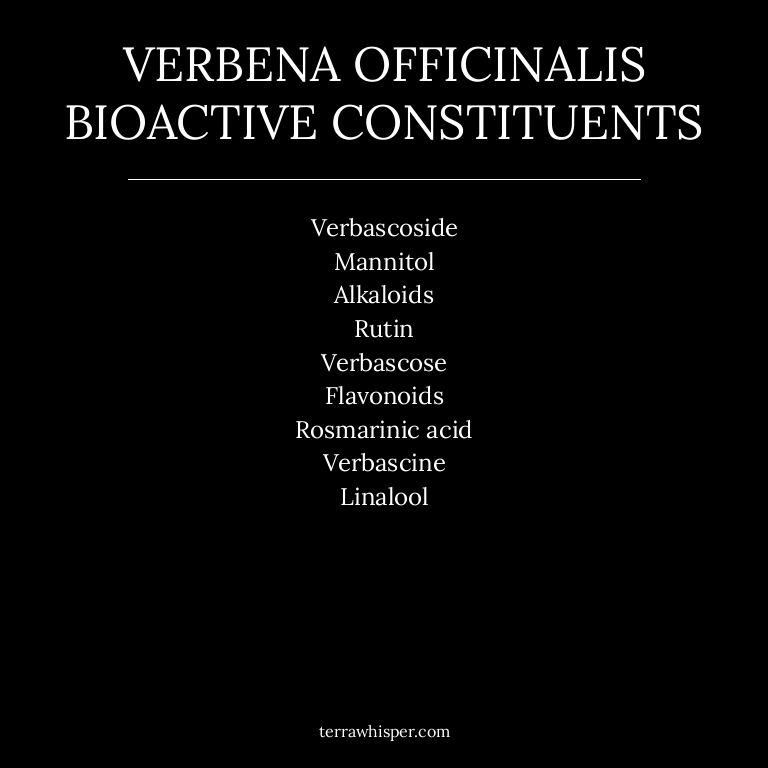 VERBENA OFFICINALIS
BIOACTIVE CONSTITUENTS
Verbascoside
Mannitol
Alkaloids
Rutin
Verbascose
Flavonoids
Rosmarinic acid
Verbascine
Linalool
terrawhisper.com